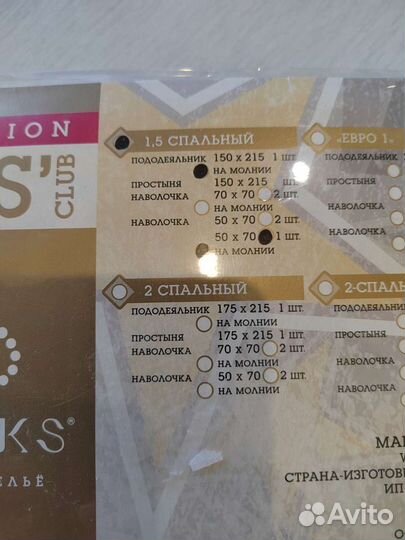 ION
S'
CLUB
1,5 СПАЛЬНЫЙ
ПОДОДЕЯЛЬНИК 150 х 215 1 ШТ.
НА МОЛНИИ
ПРОСТЫНЯ 150 х 215
НАВОЛОЧКА 70 х 70 2 ШТ.
НА МОЛНИИ
НАВОЛОЧКА 50 х 70 2 ШТ.
50 х 70 1 ШТ.
НА МОЛНИИ
2 СПАЛЬНЫЙ
ПОДОДЕЯЛЬНИК 175 х 215 1 ШТ.
НА МОЛНИИ
ПРОСТЫНЯ 175 х 215 1 ШТ.
НАВОЛОЧКА 70 х 70 2 ШТ.
НА МОЛНИИ
НАВОЛОЧКА 50 х 70 2 ШТ.
НА МОЛНИИ
«ЕВРО 1»
ПОДОДЕЯЛЬНИК
ПРОСТЫНЯ
НАВОЛОЧКА
НАВОЛОЧКА
2-СПАЛЬ
ПОДОДЕЯЛЬНИК
ПРОСТЫНЯ
НАВОЛОЧКА
НАВОЛОЧКА
KS®
ЕЛЬЁ
МАІ
СТРАНА-ИЗГОТОВ
ИП
Avito